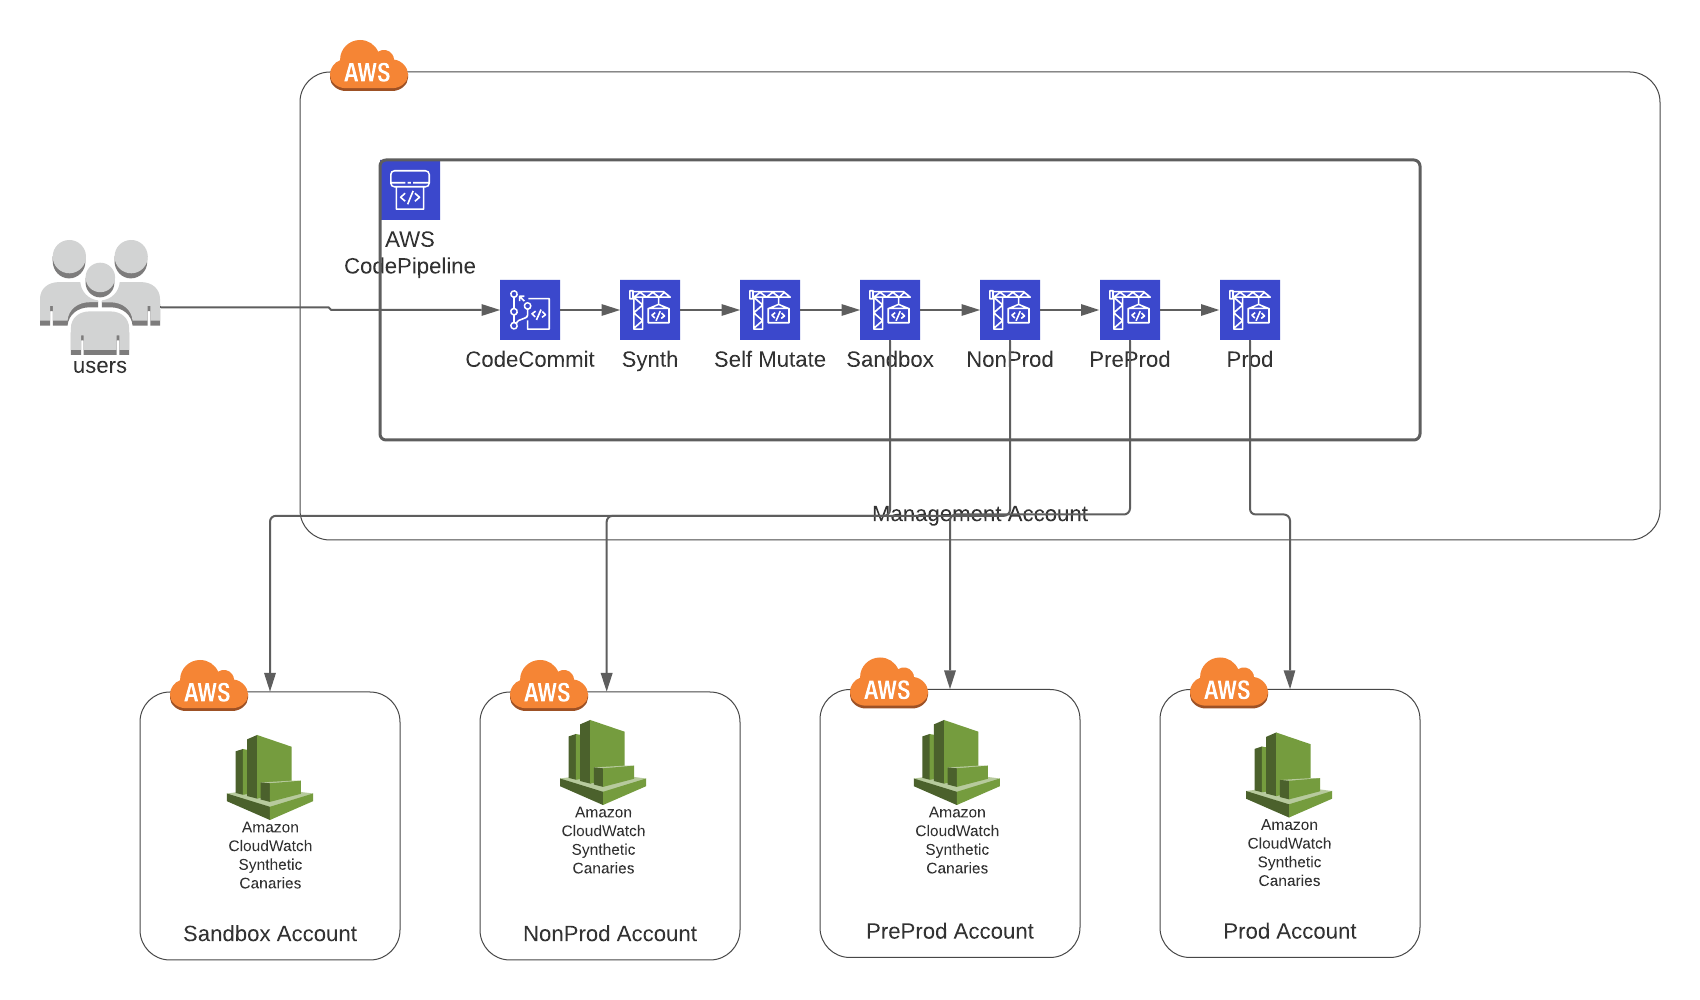 AWS
AWS
CodePipeline
users
CodeCommit
Synth
Self Mutate
Sandbox
NonProd
PreProd
Prod
Management Account
AWS
Amazon
CloudWatch
Synthetic
Canaries
Sandbox Account
AWS
Amazon
CloudWatch
Synthetic
Canaries
NonProd Account
AWS
Amazon
CloudWatch
Synthetic
Canaries
PreProd Account
AWS
Amazon
CloudWatch
Synthetic
Canaries
Prod Account